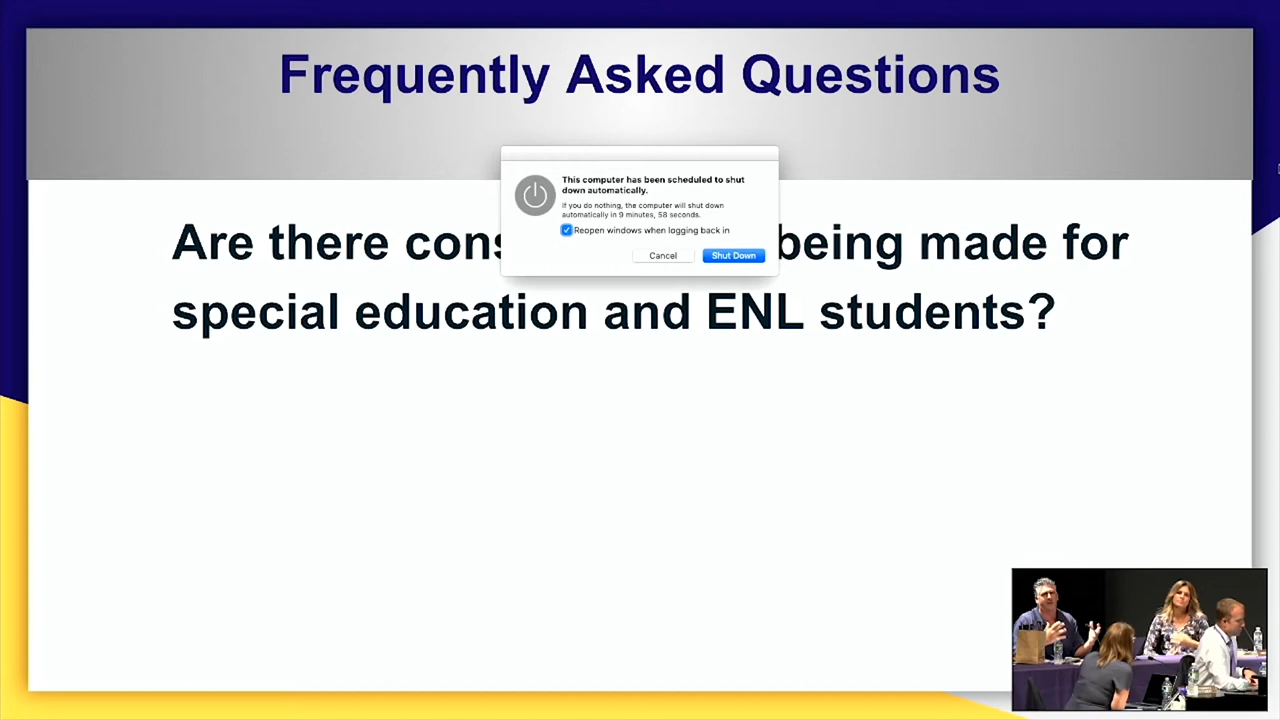 Frequently Asked Questions
This computer has been scheduled to shut
down automatically.
If you do nothing, the computer will shut down
automatically in 9 minutes, 58 seconds.
Reopen windows when logging back in
Cancel
Shut Down
Are there cons being made for
special education and ENL students?